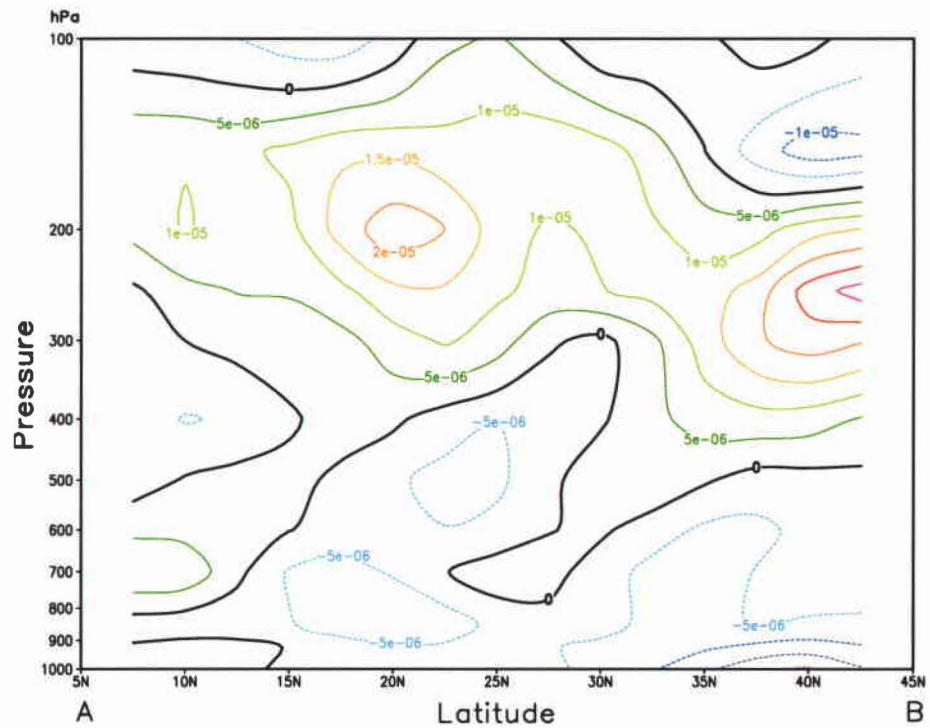 hPa
100
0
5e-06
1e-05
-1e-05
1.5e-05
200
1e-05
1e-05
5e-06
2e-05
1e-05
300
0
5e-06
400
-5e-06
5e-06
500
0
600
-5e-06
700
0
800
-5e-06
900
-5e-06
1000
5N
10N
15N
20N
25N
30N
35N
40N
45N
Pressure
A
Latitude
B